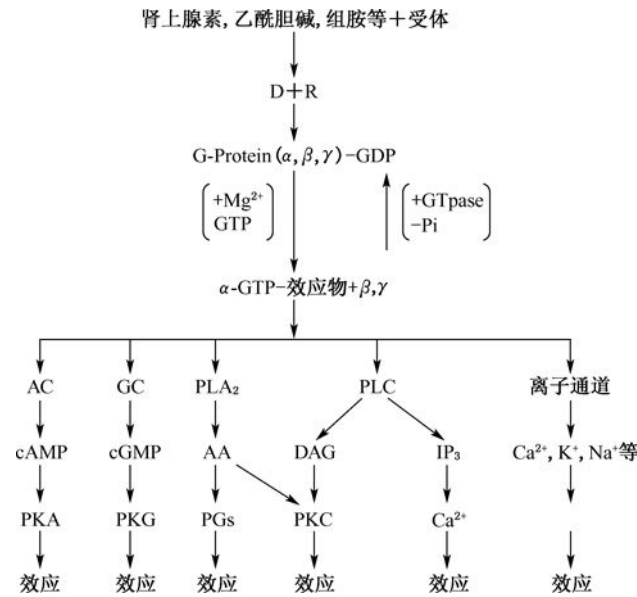 肾上腺素,乙酰胆碱,组胺等+受体
D+R
G-Protein(α,β,γ)-GDP
+Mg²⁺
GTP
+GTpase
-Pi
α-GTP-效应物+β,γ
AC GC PLA₂ PLC 离子通道
cAMP cGMP AA DAG IP₃ Ca²⁺,K⁺,Na⁺等
PKA PKG PGs PKC Ca²⁺
效应 效应 效应 效应 效应 效应